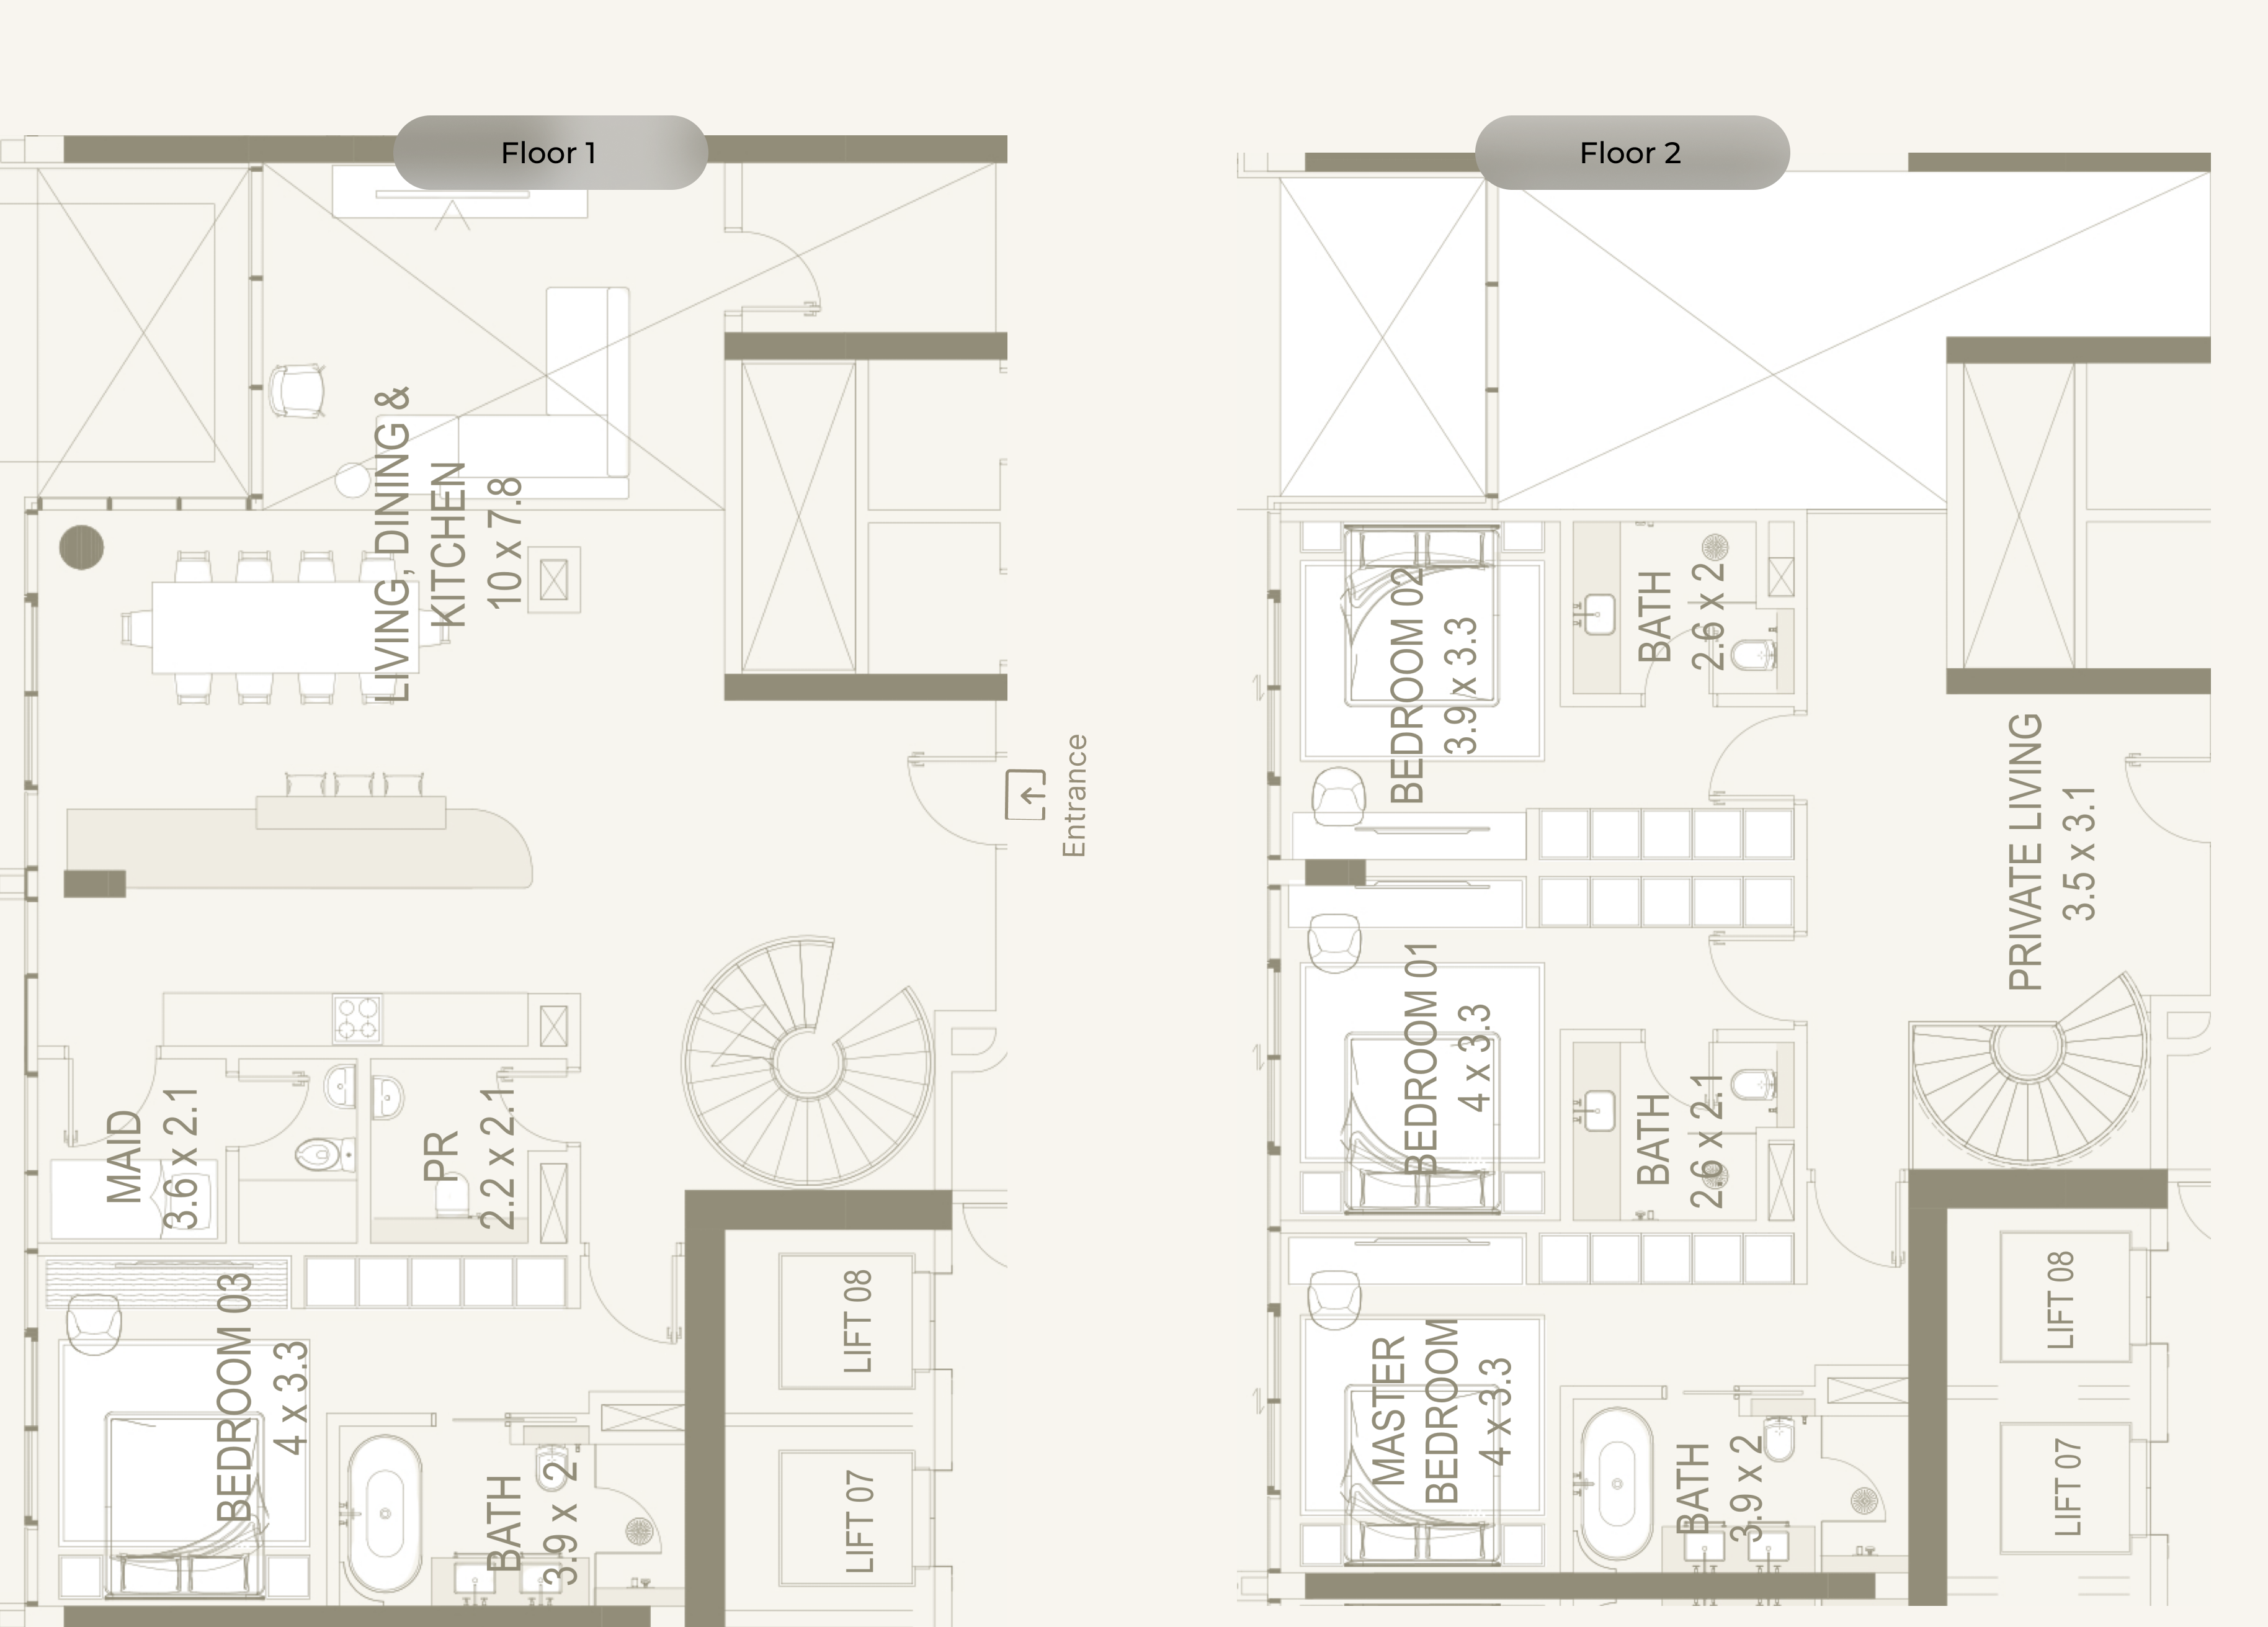 Floor 1
LIVING, DINING &
KITCHEN
10 x 7.8
Entrance
MAID
3.6 x 2.1
PR
2.2 x 2.1
BEDROOM 03
4 x 3.3
BATH
3.9 x 2
LIFT 08
LIFT 07
Floor 2
BEDROOM 02
3.9 x 3.3
BATH
2.6 x 2
PRIVATE LIVING
3.5 x 3.1
BEDROOM 01
4 x 3.3
BATH
2.6 x 2.1
MASTER
BEDROOM
4 x 3.3
BATH
3.9 x 2
LIFT 08
LIFT 07